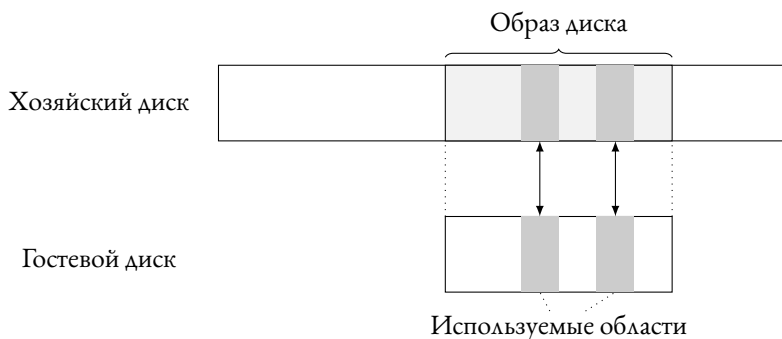 Образ диска
Хозяйский диск
Гостевой диск
Используемые области